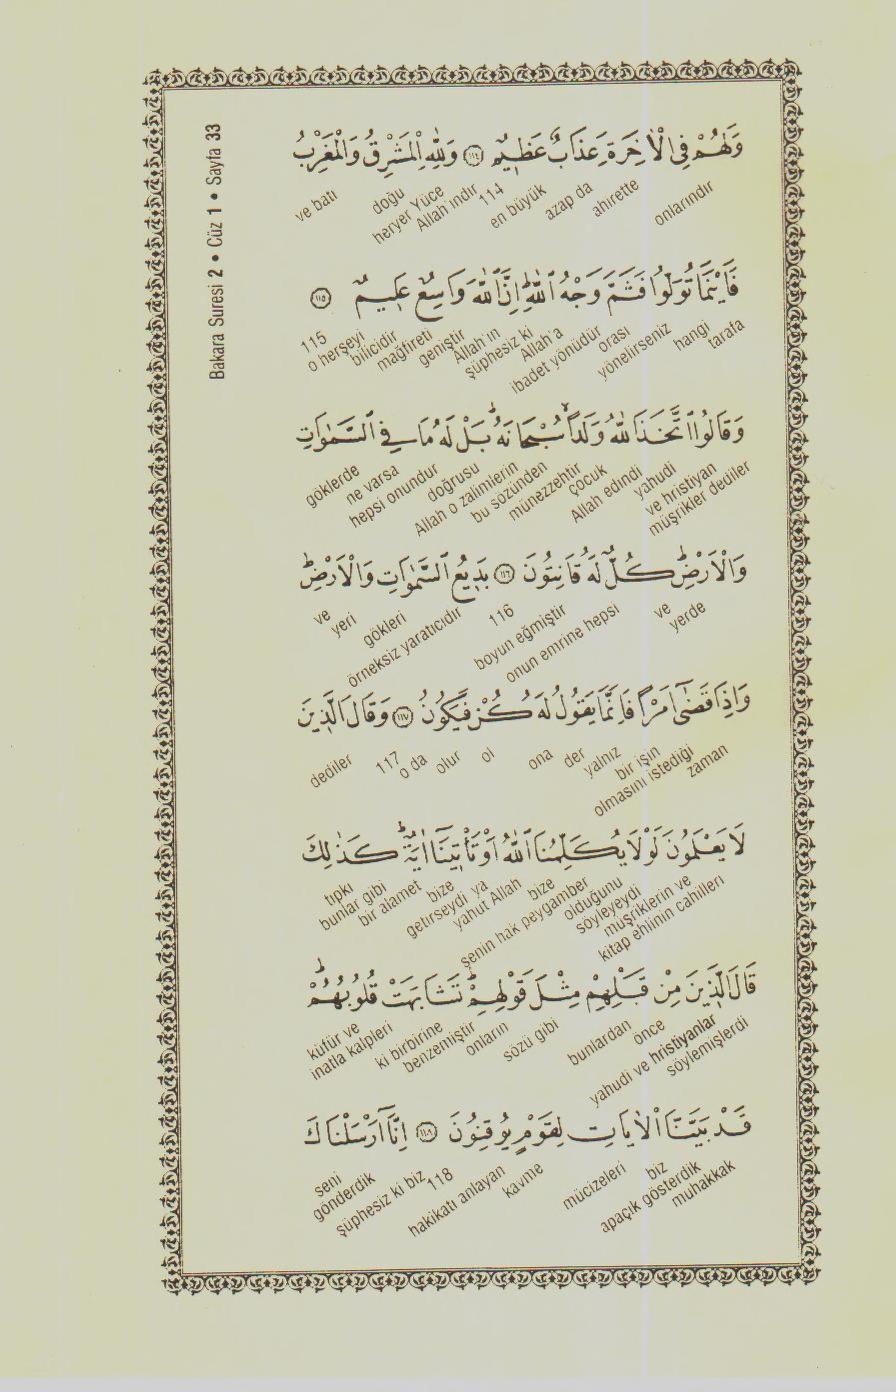 Bakara Suresi 2 • Cüz 1 • Sayfa 33
وَلَهُمْ فِي الْاٰخِرَةِ عَذَابٌ عَظِيمٌ ﴿١١٤﴾ وَلِلّٰهِ الْمَشْرِقُ وَالْمَغْرِبُ
onlarındır ahirette azap da en büyük 114 Allah'ındır heryer Yüce doğu ve batı
فَاَيْنَمَا تُوَلُّوا فَثَمَّ وَجْهُ اللّٰهِ اِنَّ اللّٰهَ وَاسِعٌ عَلِيمٌ ﴿١١٥﴾
tarafa hangi yönelirseniz orası ibadet yönüdür Allah'a şüphesiz ki Allah'ın geniştir mağfireti bilicidir o herşeyi 115
وَقَالُوا اتَّخَذَ اللّٰهُ وَلَدًا سُبْحَانَهُ بَلْ لَهُ مَا فِي السَّمٰوَاتِ
müşrikler dediler ve hristiyan yahudi Allah edindi çocuk münezzehtir bu sözünden Allah o zalimlerin doğrusu hepsi onundur ne varsa göklerde
وَالْاَرْضِ كُلٌّ لَهُ قَانِتُونَ ﴿١١٦﴾ بَدِيعُ السَّمٰوَاتِ وَالْاَرْضِ
yerde ve onun emrine hepsi boyun eğmiştir 116 örneksiz yaratıcıdır gökleri yeri ve
وَاِذَا قَضٰٓى اَمْرًا فَاِنَّمَا يَقُولُ لَهُ كُنْ فَيَكُونُ ﴿١١٧﴾ وَقَالَ الَّذِينَ
zaman olmasını istediği bir işin yalnız der ona ol olur o da 117 dediler
لَا يَعْلَمُونَ لَوْلَا يُكَلِّمُنَا اللّٰهُ اَوْ تَأْتِينَٓا اٰيَةٌ كَذٰلِكَ
kitap ehlinin cahilleri müşriklerin ve söyleyeydi olduğunu şenin hak peygamber bize yahut Allah getirseydi ya bize bir alamet bunlar gibi tıpkı
قَالَ الَّذِينَ مِنْ قَبْلِهِمْ مِثْلَ قَوْلِهِمْ تَشَابَهَتْ قُلُوبُهُمْ
söylemişlerdi yahudi ve hristiyanlar önce bunlardan sözü gibi onların benzemiştir ki birbirine inatla kalpleri küfür ve
قَدْ بَيَّنَّا الْاٰيَاتِ لِقَوْمٍ يُوقِنُونَ ﴿١١٨﴾ اِنَّٓا اَرْسَلْنَاكَ
muhakkak apaçık gösterdik biz mücizeleri kavme hakikatı anlayan 118 şüphesiz ki biz gönderdik seni